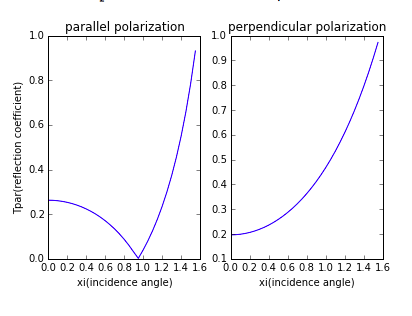 parallel polarization
perpendicular polarization
1.0
0.8
0.6
0.4
0.2
0.0
0.0 0.2 0.4 0.6 0.8 1.0 1.2 1.4 1.6
Tpar(reflection coefficient)
xi(incidence angle)
1.0
0.9
0.8
0.7
0.6
0.5
0.4
0.3
0.2
0.1
0.0 0.2 0.4 0.6 0.8 1.0 1.2 1.4 1.6
xi(incidence angle)